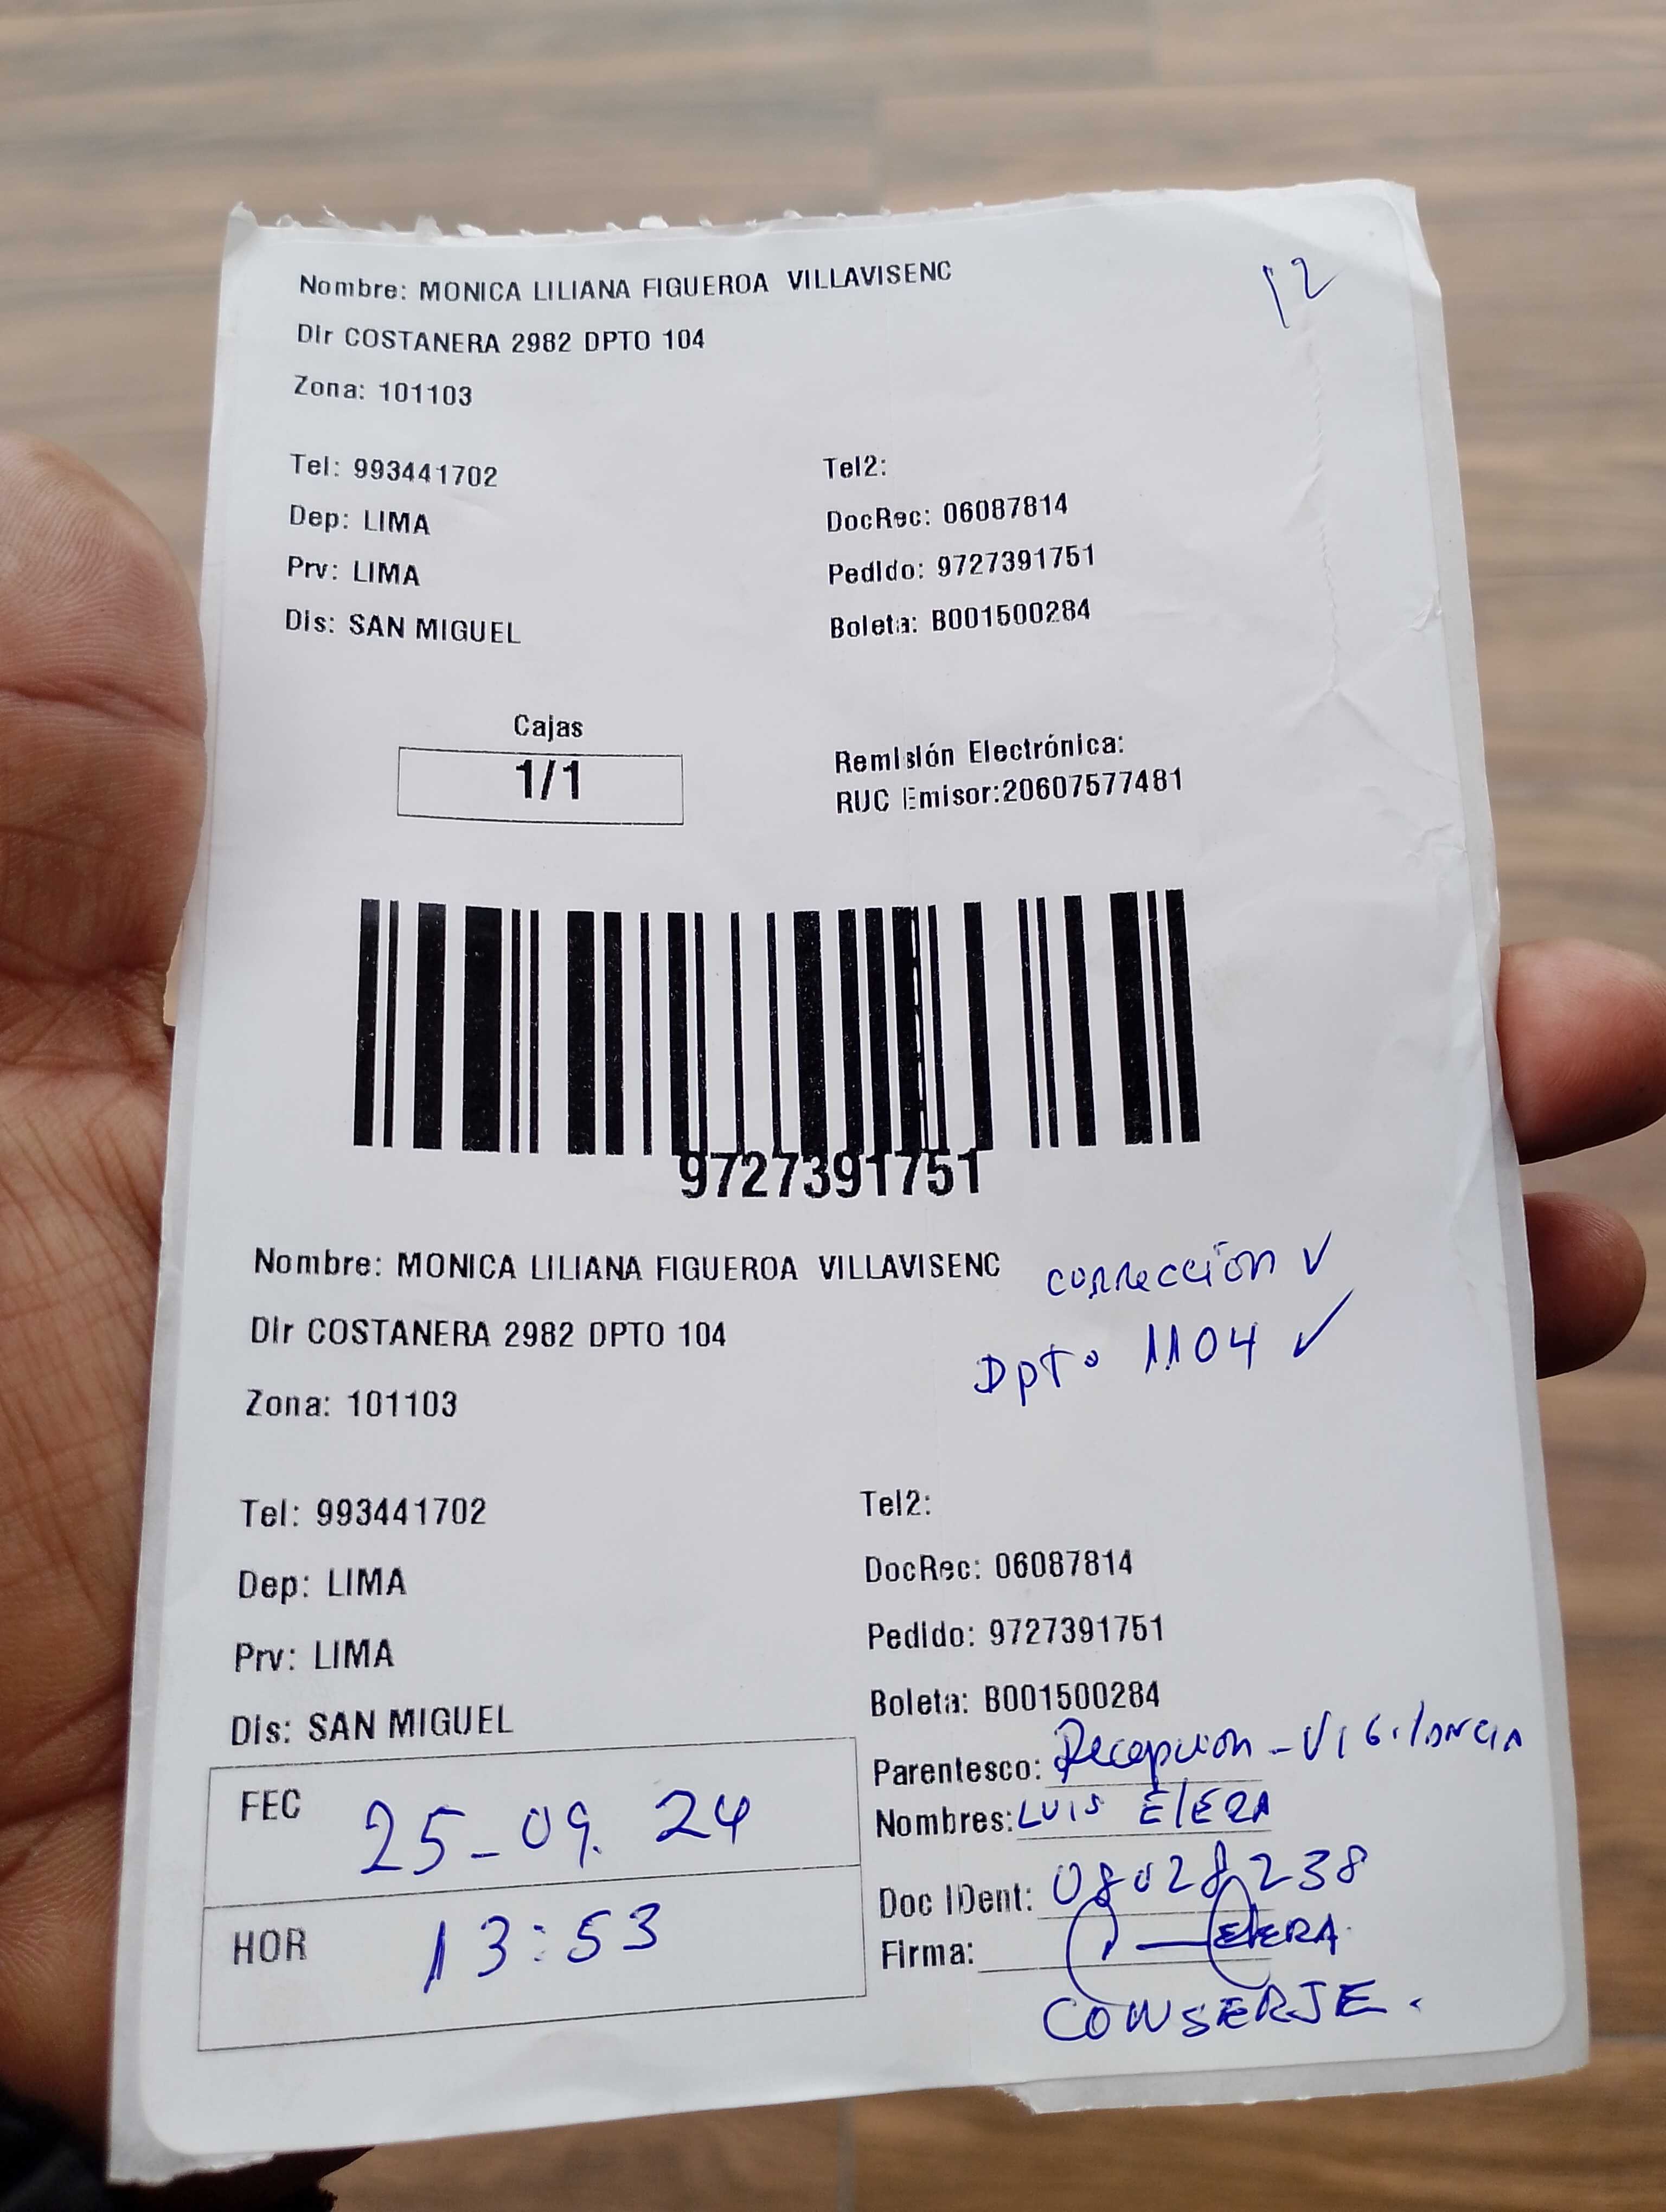 12
Nombre: MONICA LILIANA FIGUEROA VILLAVISENC
Dir COSTANERA 2982 DPTO 104
Zona: 101103
Tel: 993441702 Tel2:
Dep: LIMA DocRec: 06087814
Prv: LIMA Pedido: 9727391751
Dis: SAN MIGUEL Boleta: B001500284
Cajas
1/1
Remisión Electrónica:
RUC Emisor:20607577481
9727391751
Nombre: MONICA LILIANA FIGUEROA VILLAVISENC corrección ✓
Dir COSTANERA 2982 DPTO 104 Dpto 1104 ✓
Zona: 101103
Tel: 993441702 Tel2:
Dep: LIMA DocRec: 06087814
Prv: LIMA Pedido: 9727391751
Dis: SAN MIGUEL Boleta: B001500284
FEC 25-09.24
HOR 13:53
Parentesco: Recepcion - VIGilANCIA
Nombres: LUIS ElERA
Doc IDent: 08028238
Firma: ElERA
CONSERJE.